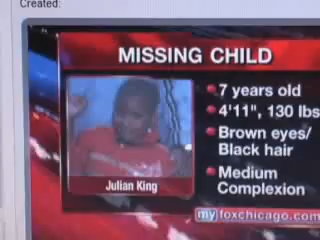 Created:
MISSING CHILD
7 years old
4'11", 130 lbs
Brown eyes/
Black hair
Medium
Complexion
Julian King
myfoxchicago.com